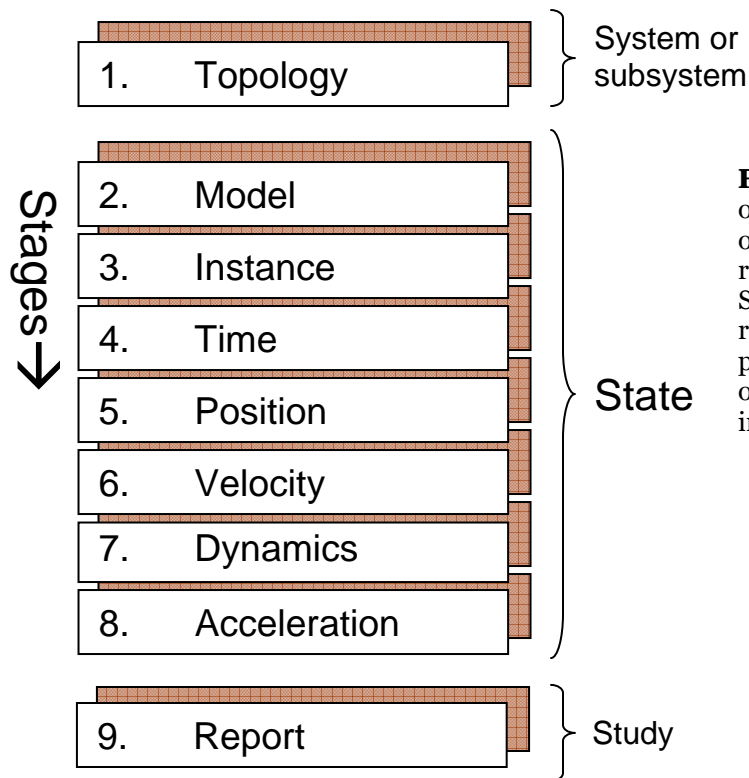 1. Topology
System or
subsystem
Stages→
2. Model
3. Instance
4. Time
5. Position
6. Velocity
7. Dynamics
8. Acceleration
State
9. Report
Study